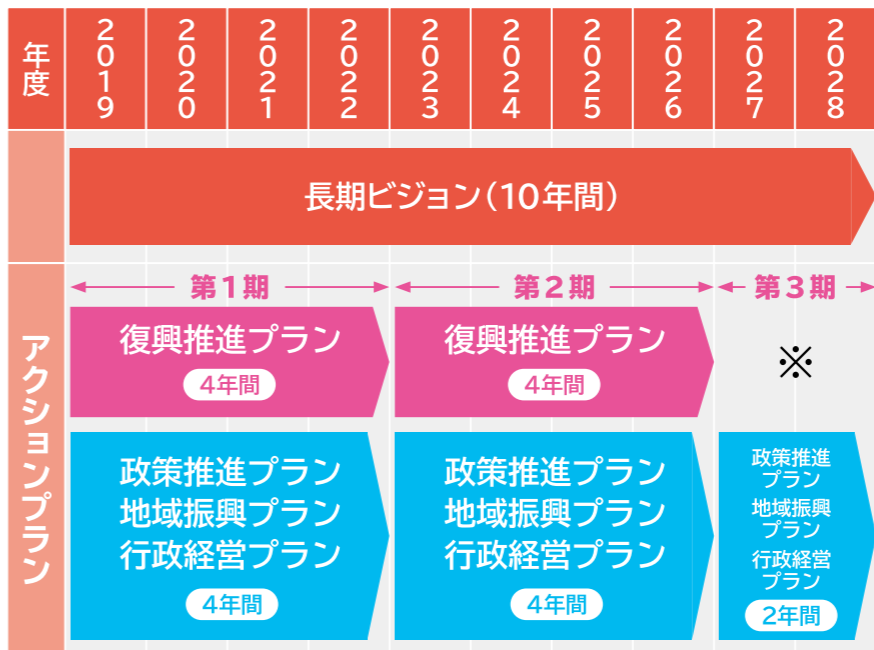 年度
2019
2020
2021
2022
2023
2024
2025
2026
2027
2028
長期ビジョン(10年間)
アクションプラン
第1期
第2期
第3期
復興推進プラン
4年間
復興推進プラン
4年間
※
政策推進プラン
地域振興プラン
行政経営プラン
4年間
政策推進プラン
地域振興プラン
行政経営プラン
4年間
政策推進
プラン
地域振興
プラン
行政経営
プラン
2年間